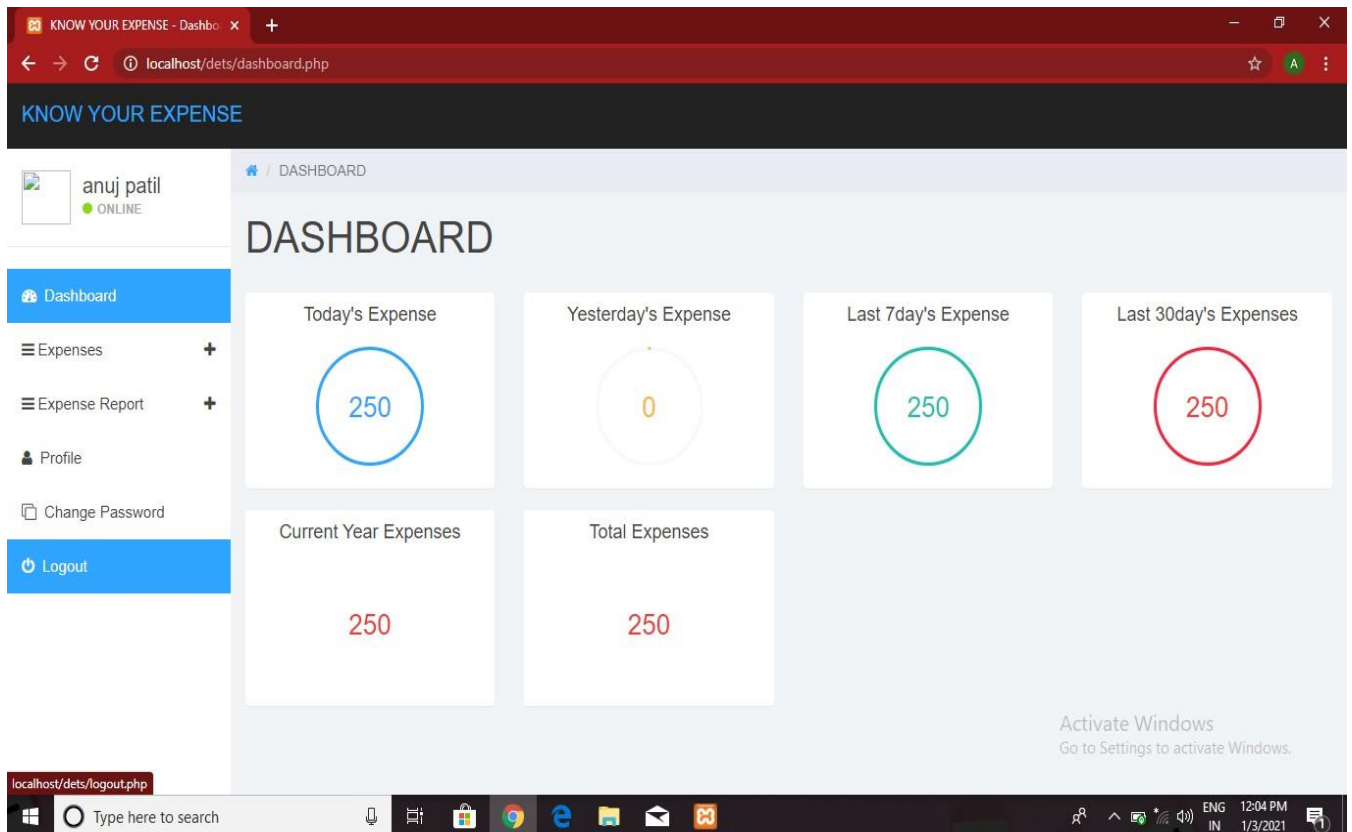 KNOW YOUR EXPENSE - Dashbo
localhost/dets/dashboard.php
A
KNOW YOUR EXPENSE
anuj patil
ONLINE
/ DASHBOARD
DASHBOARD
Dashboard
Expenses
Expense Report
Profile
Change Password
Logout
Today's Expense
250
Yesterday's Expense
0
Last 7day's Expense
250
Last 30day's Expenses
250
Current Year Expenses
250
Total Expenses
250
Activate Windows
Go to Settings to activate Windows.
localhost/dets/logout.php
Type here to search
ENG
IN
12:04 PM
1/3/2021
1